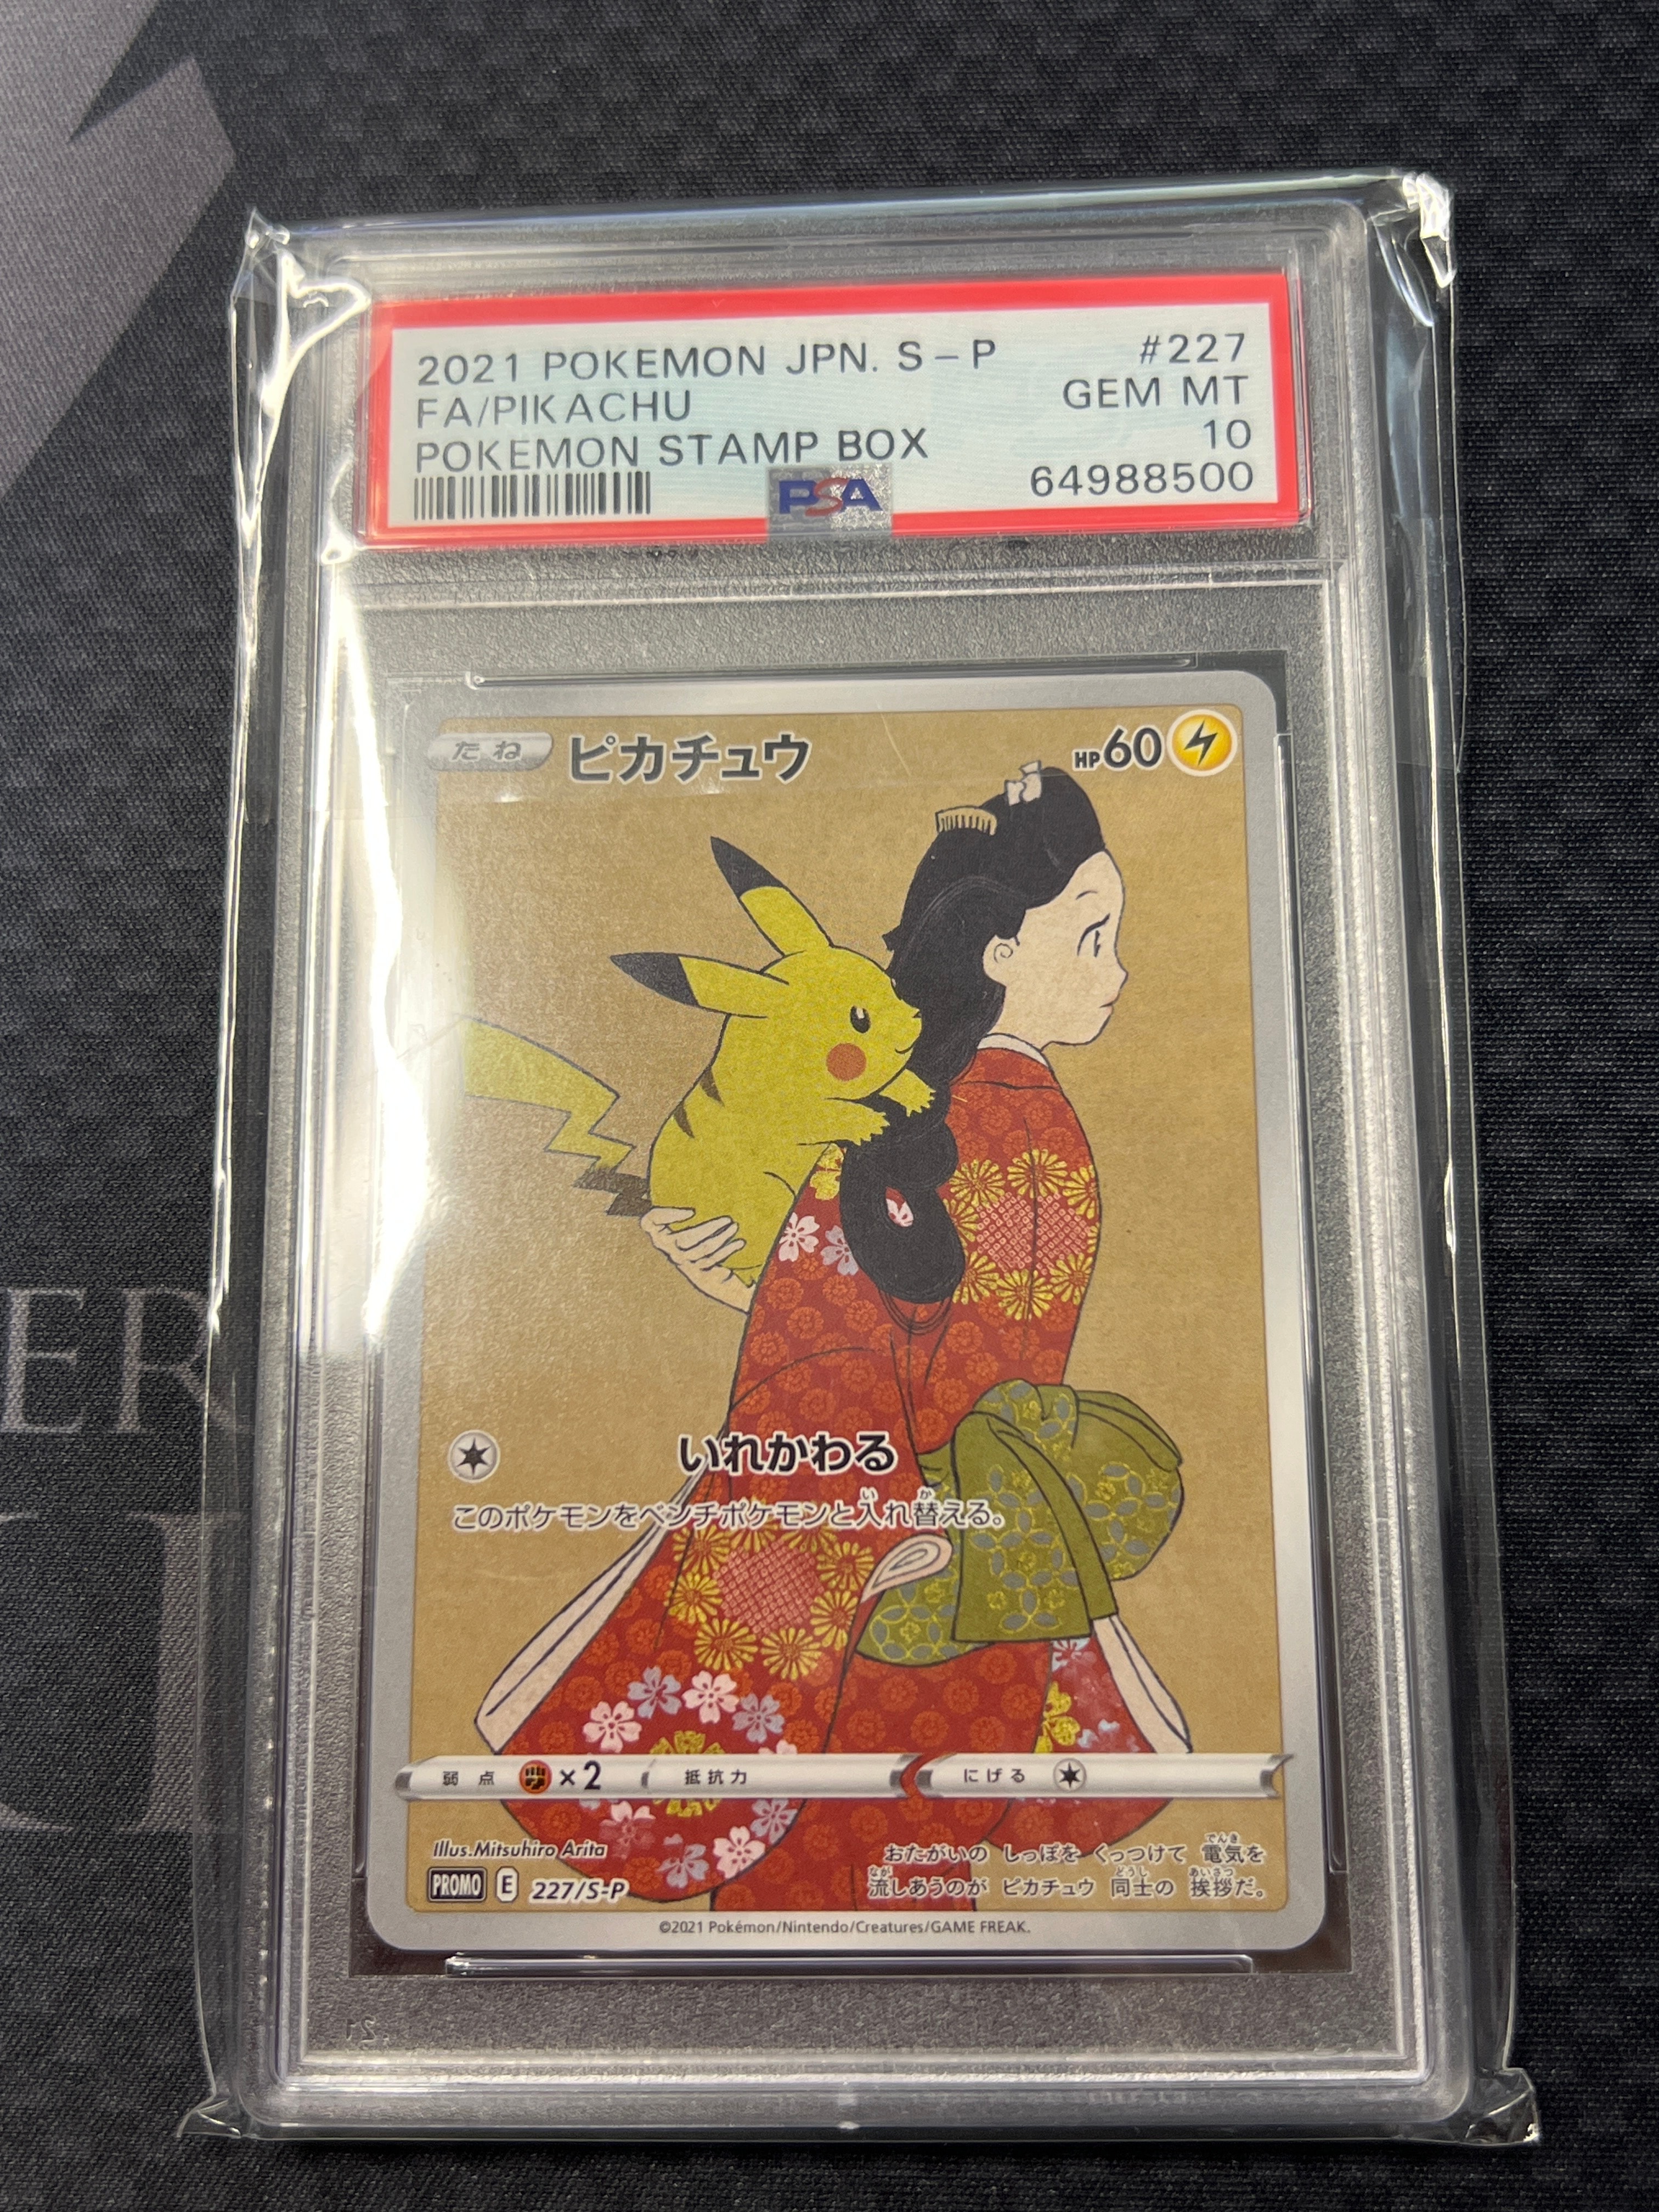 2021 POKEMON JPN. S-P #227
FA/PIKACHU GEM MT
POKEMON STAMP BOX 10
PSA 64988500
たね ピカチュウ HP60
いれかわる
このポケモンをベンチポケモンと入れ替える。
弱点 ×2 抵抗力 にげる
Illus.Mitsuhiro Arita
PROMO E 227/S-P
おたがいの しっぽを くっつけて 電気を
流しあうのが ピカチュウ 同士の 挨拶だ。
©2021 Pokémon/Nintendo/Creatures/GAME FREAK.
ER